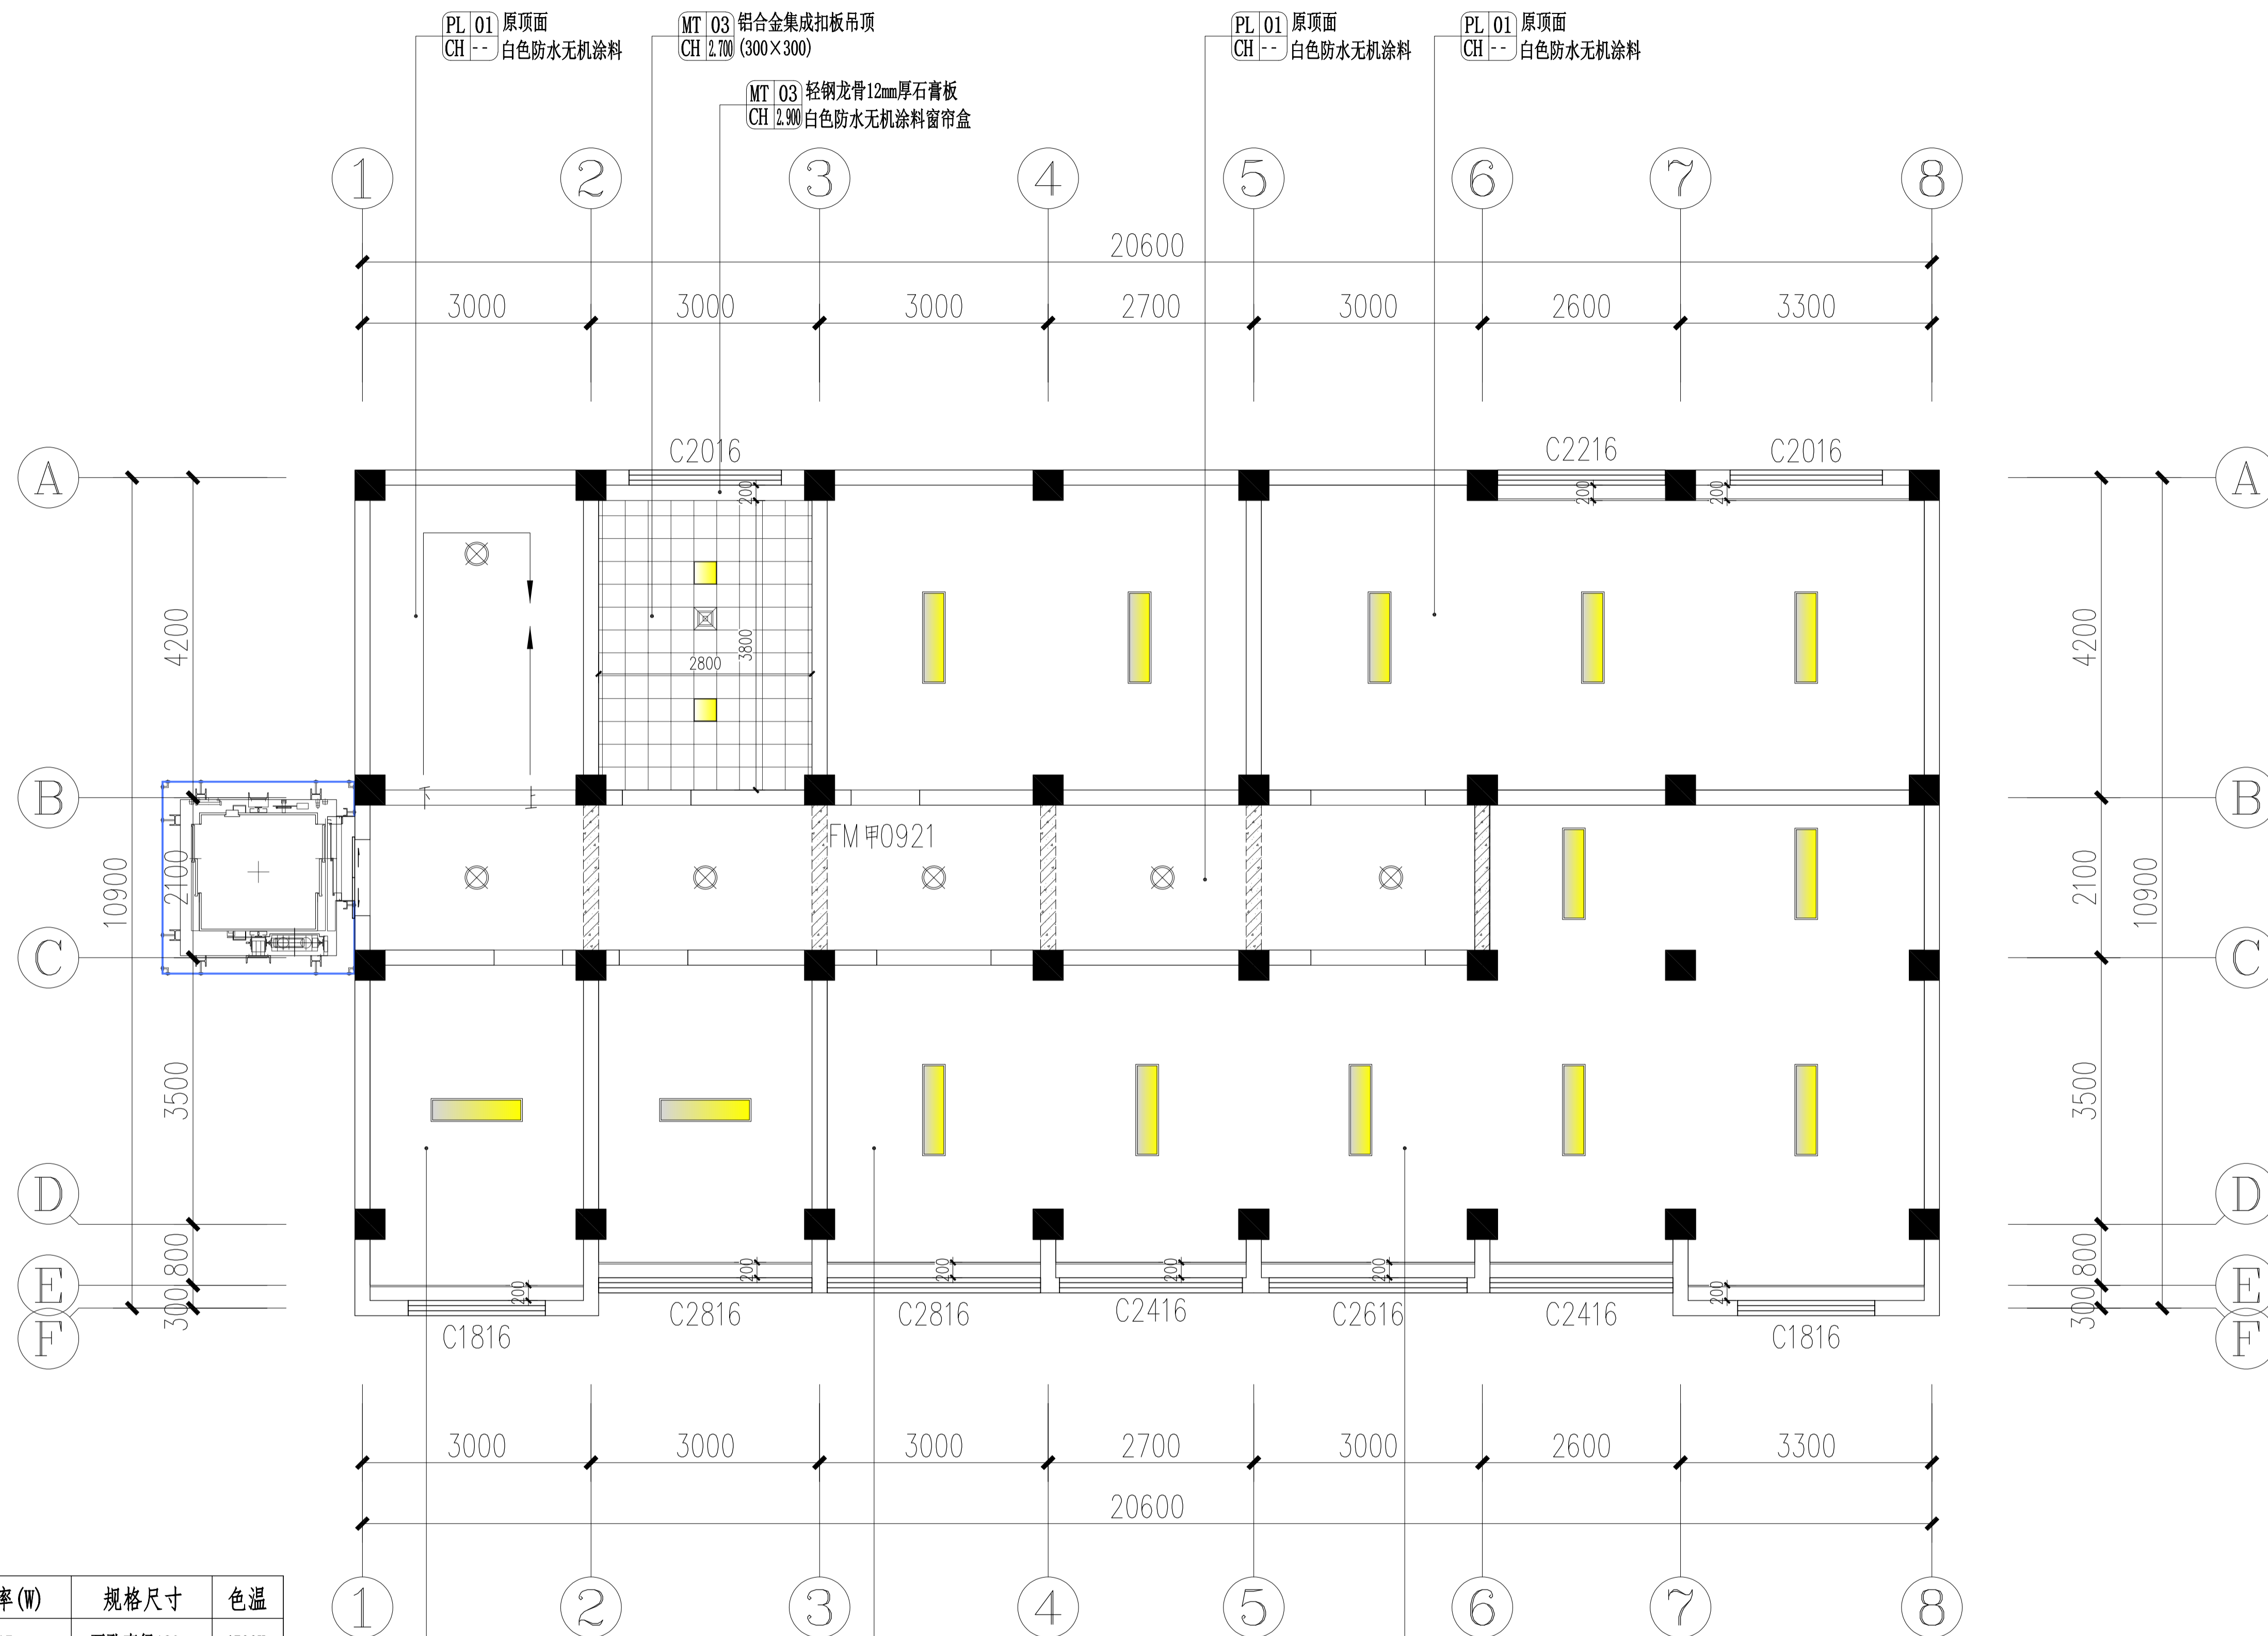 PL 01 原顶面
CH -- 白色防水无机涂料
MT 03 铝合金集成扣板吊顶
CH 2.700 (300×300)
MT 03 轻钢龙骨12mm厚石膏板
CH 2.900 白色防水无机涂料窗帘盒
PL 01 原顶面
CH -- 白色防水无机涂料
PL 01 原顶面
CH -- 白色防水无机涂料
1 2 3 4 5 6 7 8
20600
3000 3000 3000 2700 3000 2600 3300
C2016 C2216 C2016
A A
200 200 200
4200 4200
3800
2800
B B
下 上
FM甲0921
10900 2100 2100 10900
C C
3500 3500
D D
800 800
200 200 200 200
200 200
E E
300 300
C2816 C2816 C2416 C2616 C2416
C1816 C1816
F F
3000 3000 3000 2700 3000 2600 3300
20600
率(W) 规格尺寸 色温
1 2 3 4 5 6 7 8